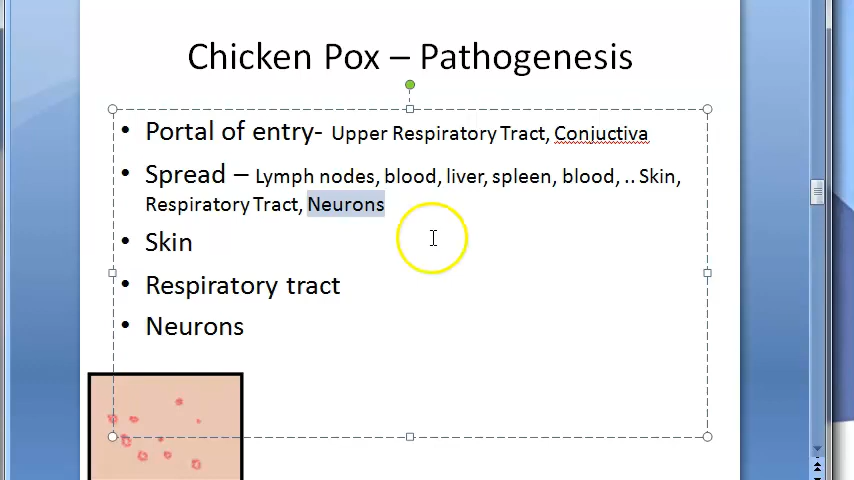 Chicken Pox – Pathogenesis
• Portal of entry- Upper Respiratory Tract, Conjuctiva
• Spread – Lymph nodes, blood, liver, spleen, blood, .. Skin,
Respiratory Tract, Neurons
• Skin
• Respiratory tract
• Neurons